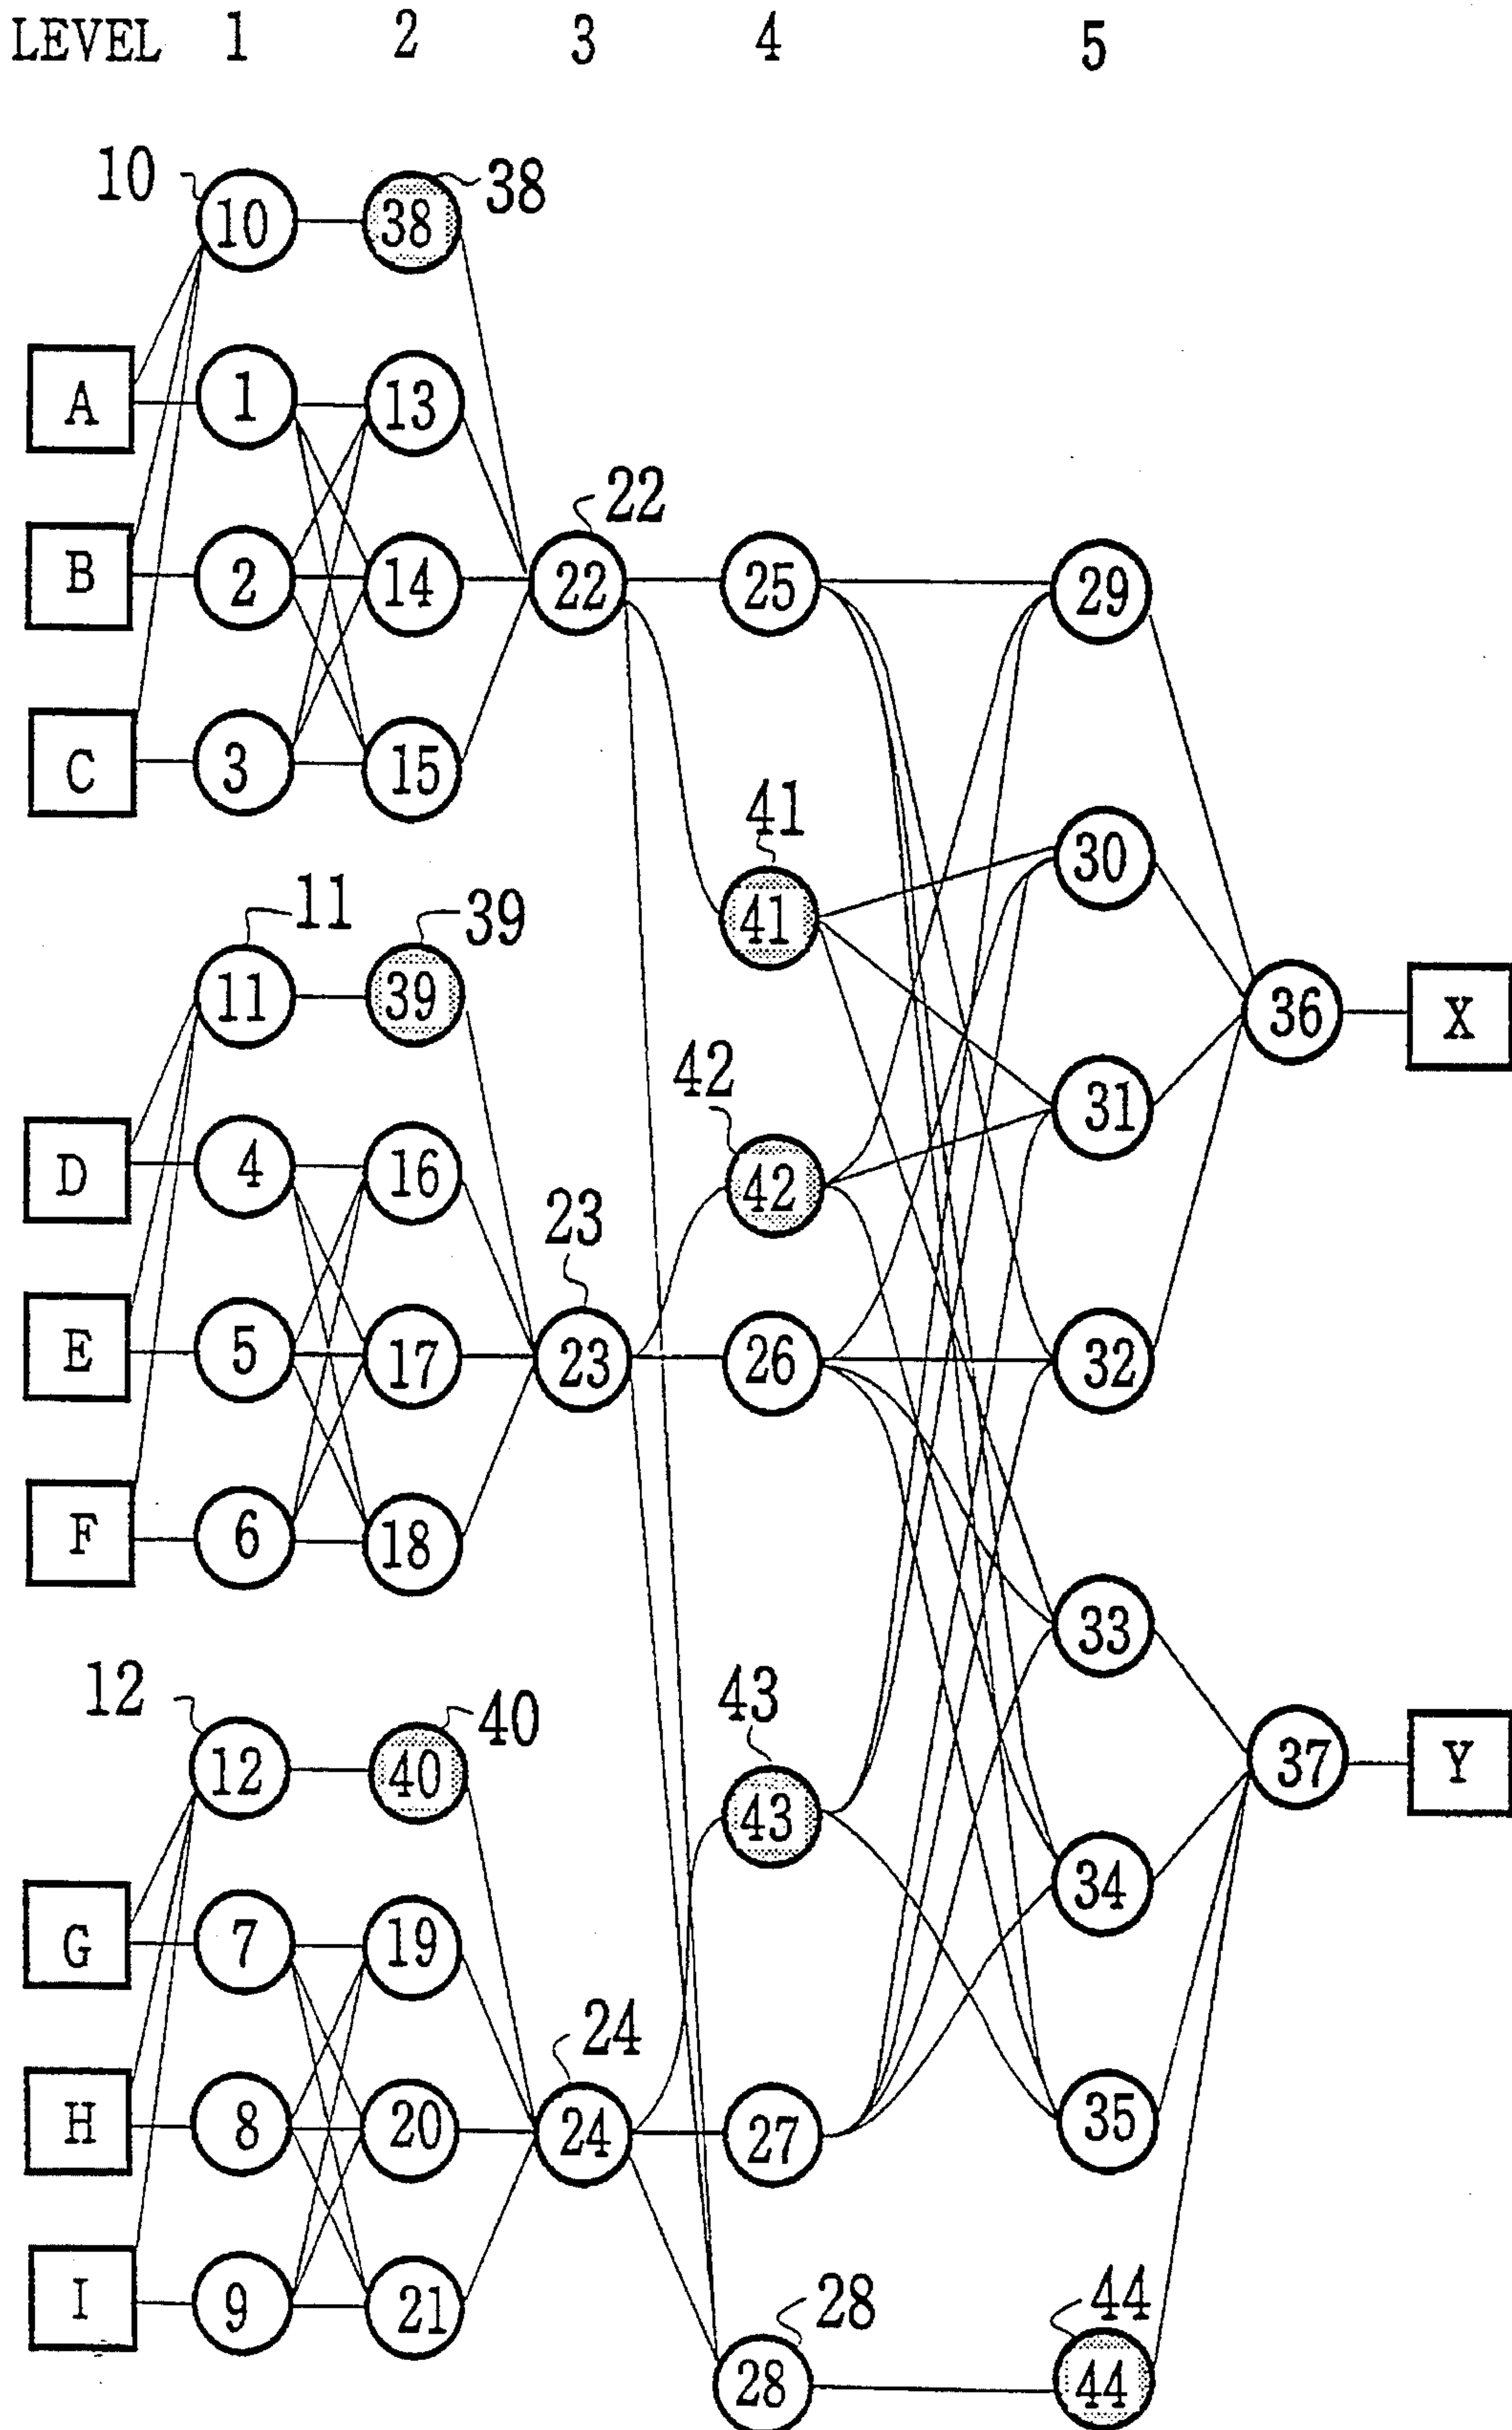 LEVEL 1 2 3 4 5
10 38
10 38
A 1 13
22
B 2 14 22 25 29
C 3 15
41
30
11 39
41
11 39
36 X
42
31
D 4 16 42
23
E 5 17 23 26 32
F 6 18
33
12 40 43
12 40
37 Y
43
34
G 7 19
24
H 8 20 24 27 35
I 9 21
28 44
28 44